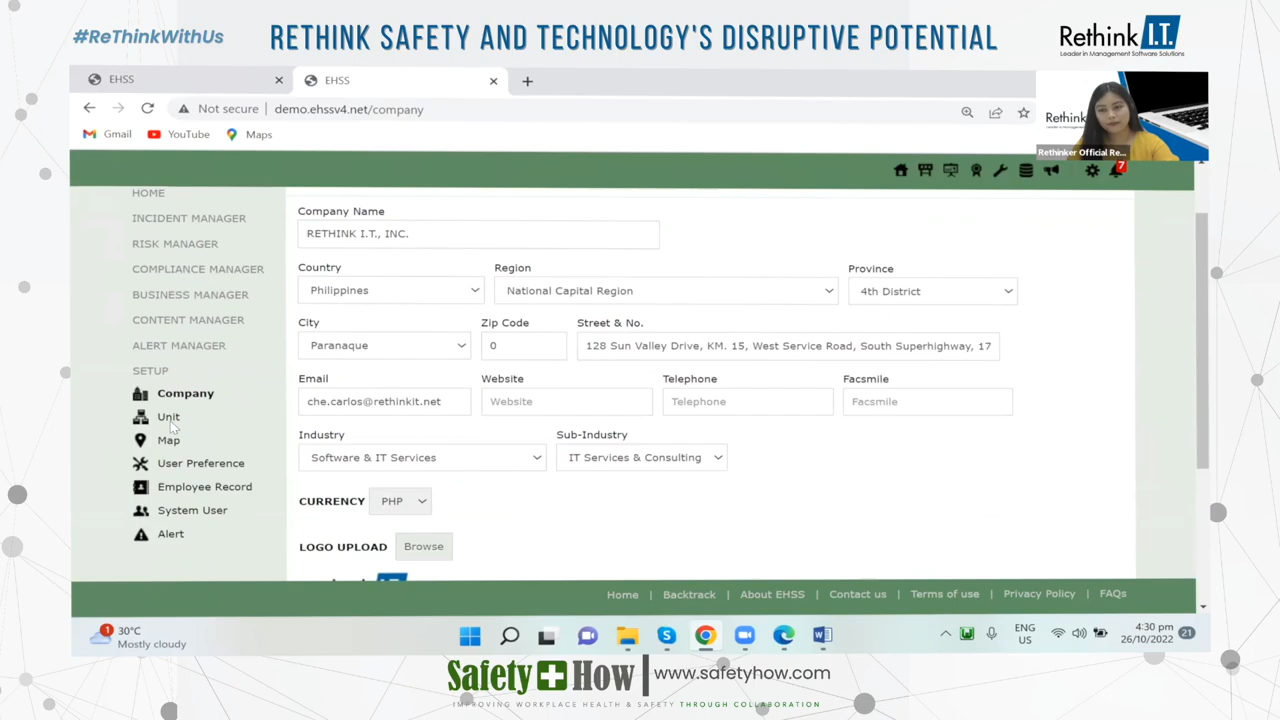 #ReThinkWithUs
RETHINK SAFETY AND TECHNOLOGY'S DISRUPTIVE POTENTIAL
Rethink I.T.
Leader in Management Software Solutions
EHSS
EHSS
Not secure
demo.ehssv4.net/company
Gmail
YouTube
Maps
Rethink
Rethinker Official Re...
7
HOME
INCIDENT MANAGER
RISK MANAGER
COMPLIANCE MANAGER
BUSINESS MANAGER
CONTENT MANAGER
ALERT MANAGER
SETUP
Company
Unit
Map
User Preference
Employee Record
System User
Alert
Company Name
RETHINK I.T., INC.
Country
Region
Province
Philippines
National Capital Region
4th District
City
Zip Code
Street & No.
Paranaque
0
128 Sun Valley Drive, KM. 15, West Service Road, South Superhighway, 17
Email
Website
Telephone
Facsmile
che.carlos@rethinkit.net
Website
Telephone
Facsmile
Industry
Sub-Industry
Software & IT Services
IT Services & Consulting
CURRENCY
PHP
LOGO UPLOAD
Browse
Home | Backtrack | About EHSS | Contact us | Terms of use | Privacy Policy | FAQs
1
30°C
Mostly cloudy
ENG
US
4:30 pm
26/10/2022
21
Safety How | www.safetyhow.com
IMPROVING WORKPLACE HEALTH & SAFETY THROUGH COLLABORATION